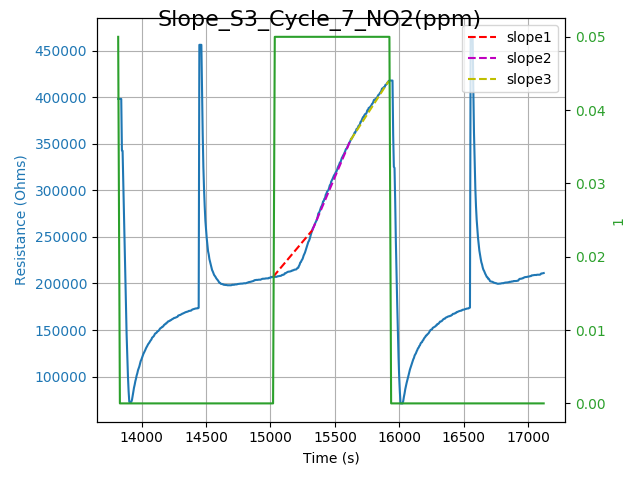 Slope_S3_Cycle_7_NO2(ppm)
slope1
slope2
slope3
450000
400000
350000
300000
250000
200000
150000
100000
Resistance (Ohms)
0.05
0.04
0.03
0.02
0.01
0.00
1
14000 14500 15000 15500 16000 16500 17000
Time (s)